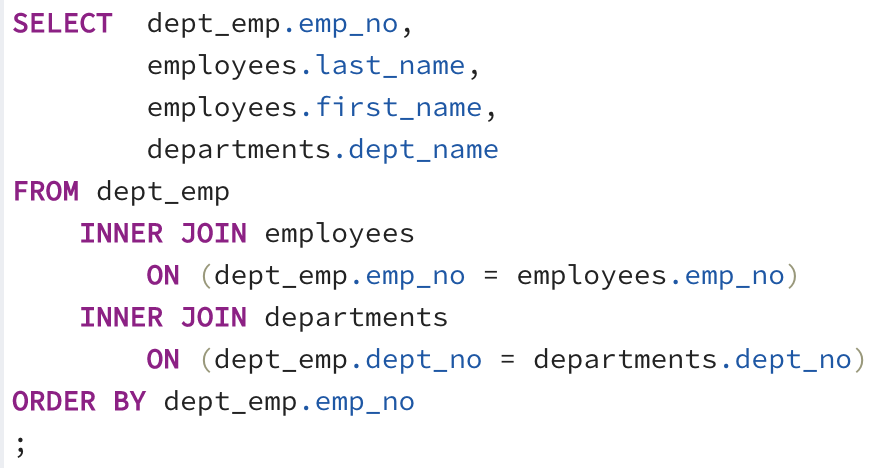 SELECT  dept_emp.emp_no,
        employees.last_name,
        employees.first_name,
        departments.dept_name
FROM dept_emp
    INNER JOIN employees
        ON (dept_emp.emp_no = employees.emp_no)
    INNER JOIN departments
        ON (dept_emp.dept_no = departments.dept_no)
ORDER BY dept_emp.emp_no
;